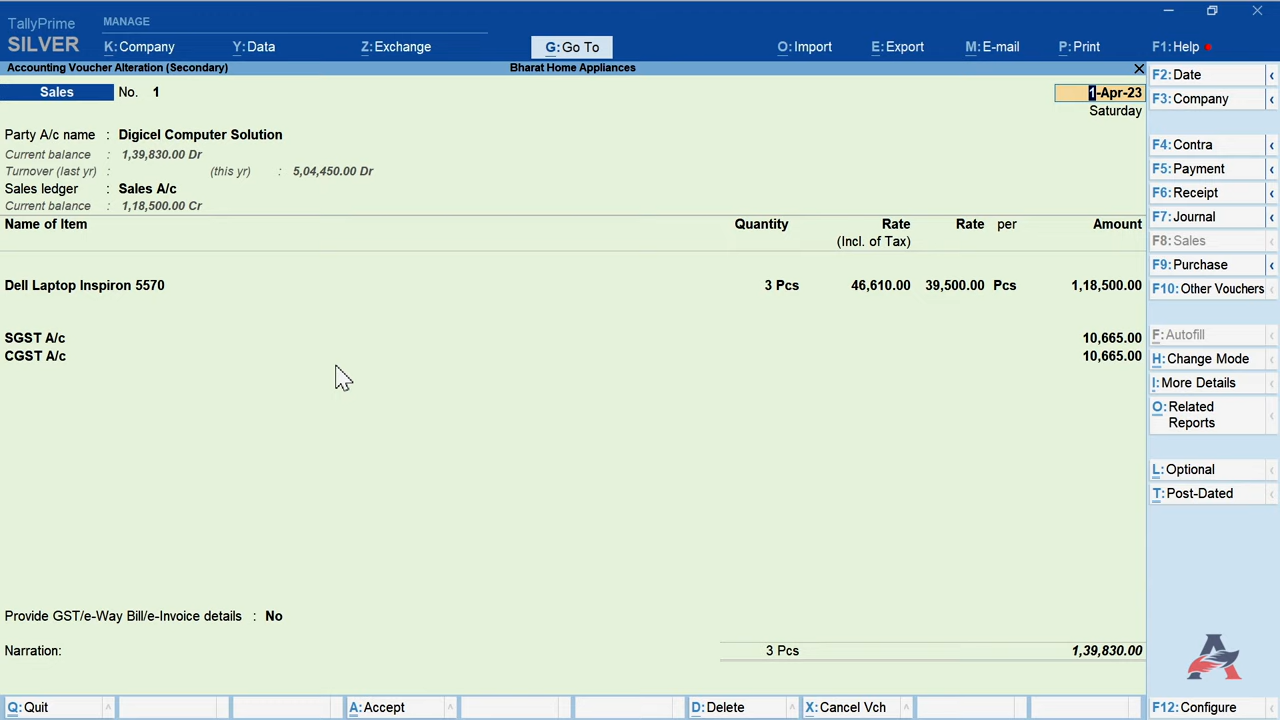 TallyPrime
SILVER
MANAGE
K:Company Y:Data Z:Exchange G:Go To O:Import E:Export M:E-mail P:Print F1:Help
Accounting Voucher Alteration (Secondary) Bharat Home Appliances
Sales No. 1 1-Apr-23
Saturday
Party A/c name : Digicel Computer Solution
Current balance : 1,39,830.00 Dr
Turnover (last yr) : (this yr) : 5,04,450.00 Dr
Sales ledger : Sales A/c
Current balance : 1,18,500.00 Cr
Name of Item Quantity Rate Rate per Amount
(Incl. of Tax)
Dell Laptop Inspiron 5570 3 Pcs 46,610.00 39,500.00 Pcs 1,18,500.00
SGST A/c 10,665.00
CGST A/c 10,665.00
Provide GST/e-Way Bill/e-Invoice details : No
Narration: 3 Pcs 1,39,830.00
Q:Quit A:Accept D:Delete X:Cancel Vch F12:Configure
F2:Date
F3:Company
F4:Contra
F5:Payment
F6:Receipt
F7:Journal
F8:Sales
F9:Purchase
F10:Other Vouchers
F:Autofill
H:Change Mode
I:More Details
O:Related
Reports
L:Optional
T:Post-Dated